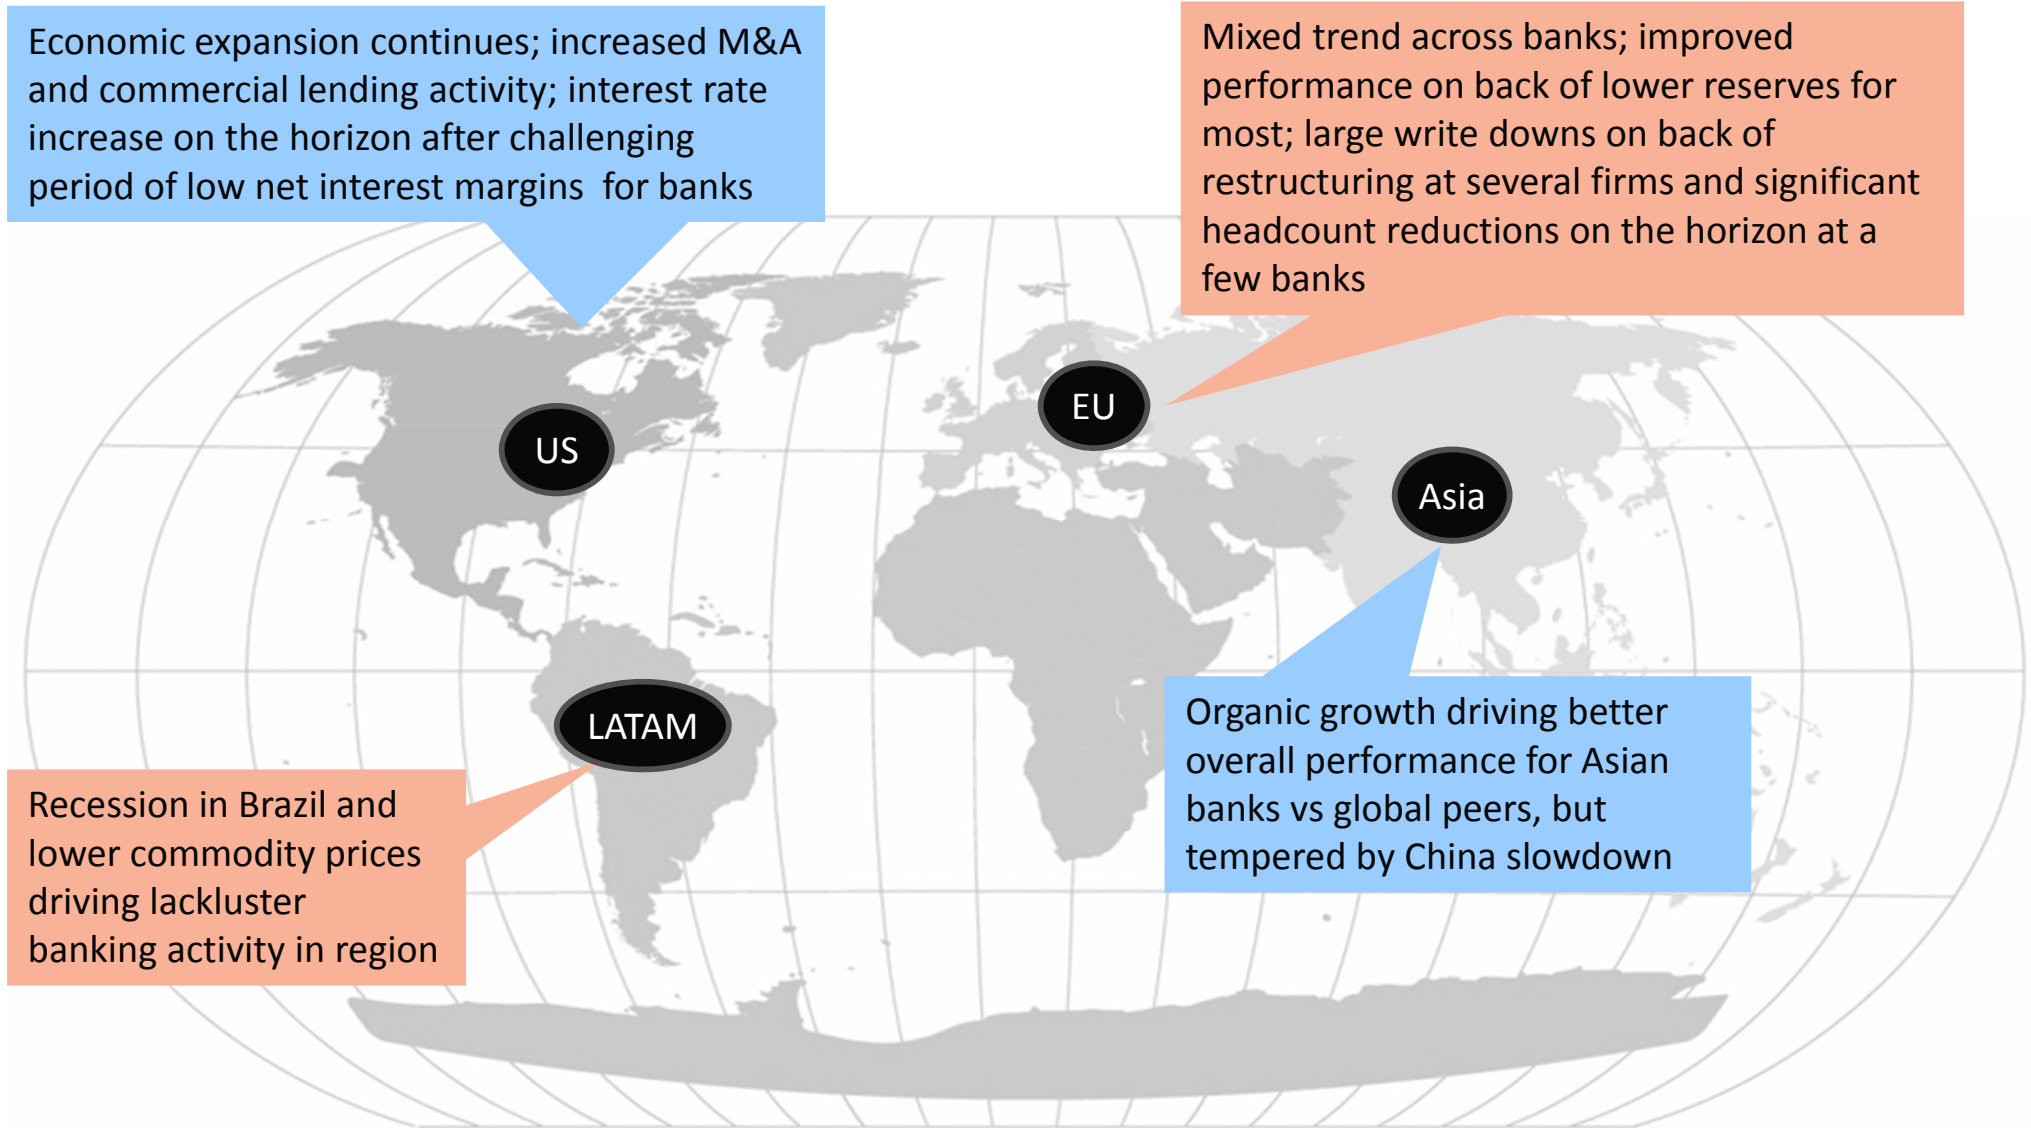 Economic expansion continues; increased M&A
and commercial lending activity; interest rate
increase on the horizon after challenging
period of low net interest margins  for banks
Mixed trend across banks; improved
performance on back of lower reserves for
most; large write downs on back of
restructuring at several firms and significant
headcount reductions on the horizon at a
few banks
EU
US
Asia
LATAM
Organic growth driving better
overall performance for Asian
banks vs global peers, but
tempered by China slowdown
Recession in Brazil and
lower commodity prices
driving lackluster
banking activity in region